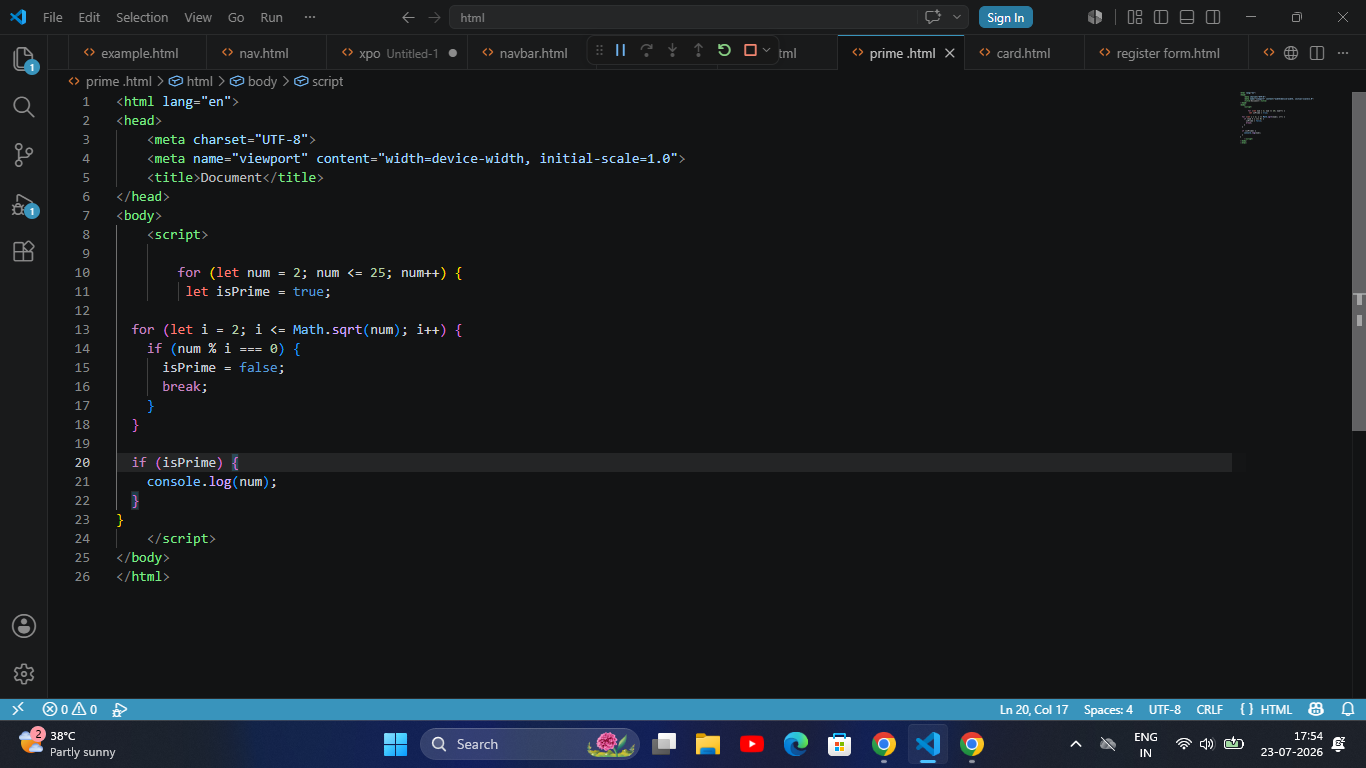 File Edit Selection View Go Run ··· html Sign In
example.html nav.html xpo Untitled-1 navbar.html tml prime .html card.html register form.html
prime .html > html > body > script
1 <html lang="en">
2 <head>
3     <meta charset="UTF-8">
4     <meta name="viewport" content="width=device-width, initial-scale=1.0">
5     <title>Document</title>
6 </head>
7 <body>
8     <script>
9
10         for (let num = 2; num <= 25; num++) {
11          let isPrime = true;
12
13   for (let i = 2; i <= Math.sqrt(num); i++) {
14     if (num % i === 0) {
15       isPrime = false;
16       break;
17     }
18   }
19
20   if (isPrime) {
21     console.log(num);
22   }
23 }
24     </script>
25 </body>
26 </html>
1
1
0 0 Ln 20, Col 17 Spaces: 4 UTF-8 CRLF { } HTML
2 38°C
Partly sunny
Search
ENG
IN
17:54
23-07-2026